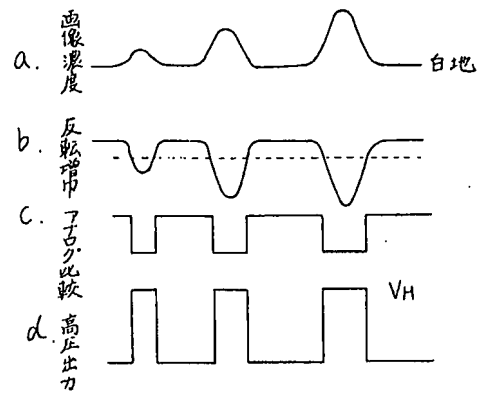 a. 画像濃度
白地
b. 反転増巾
c. アナログ比較
VH
d. 高圧出力